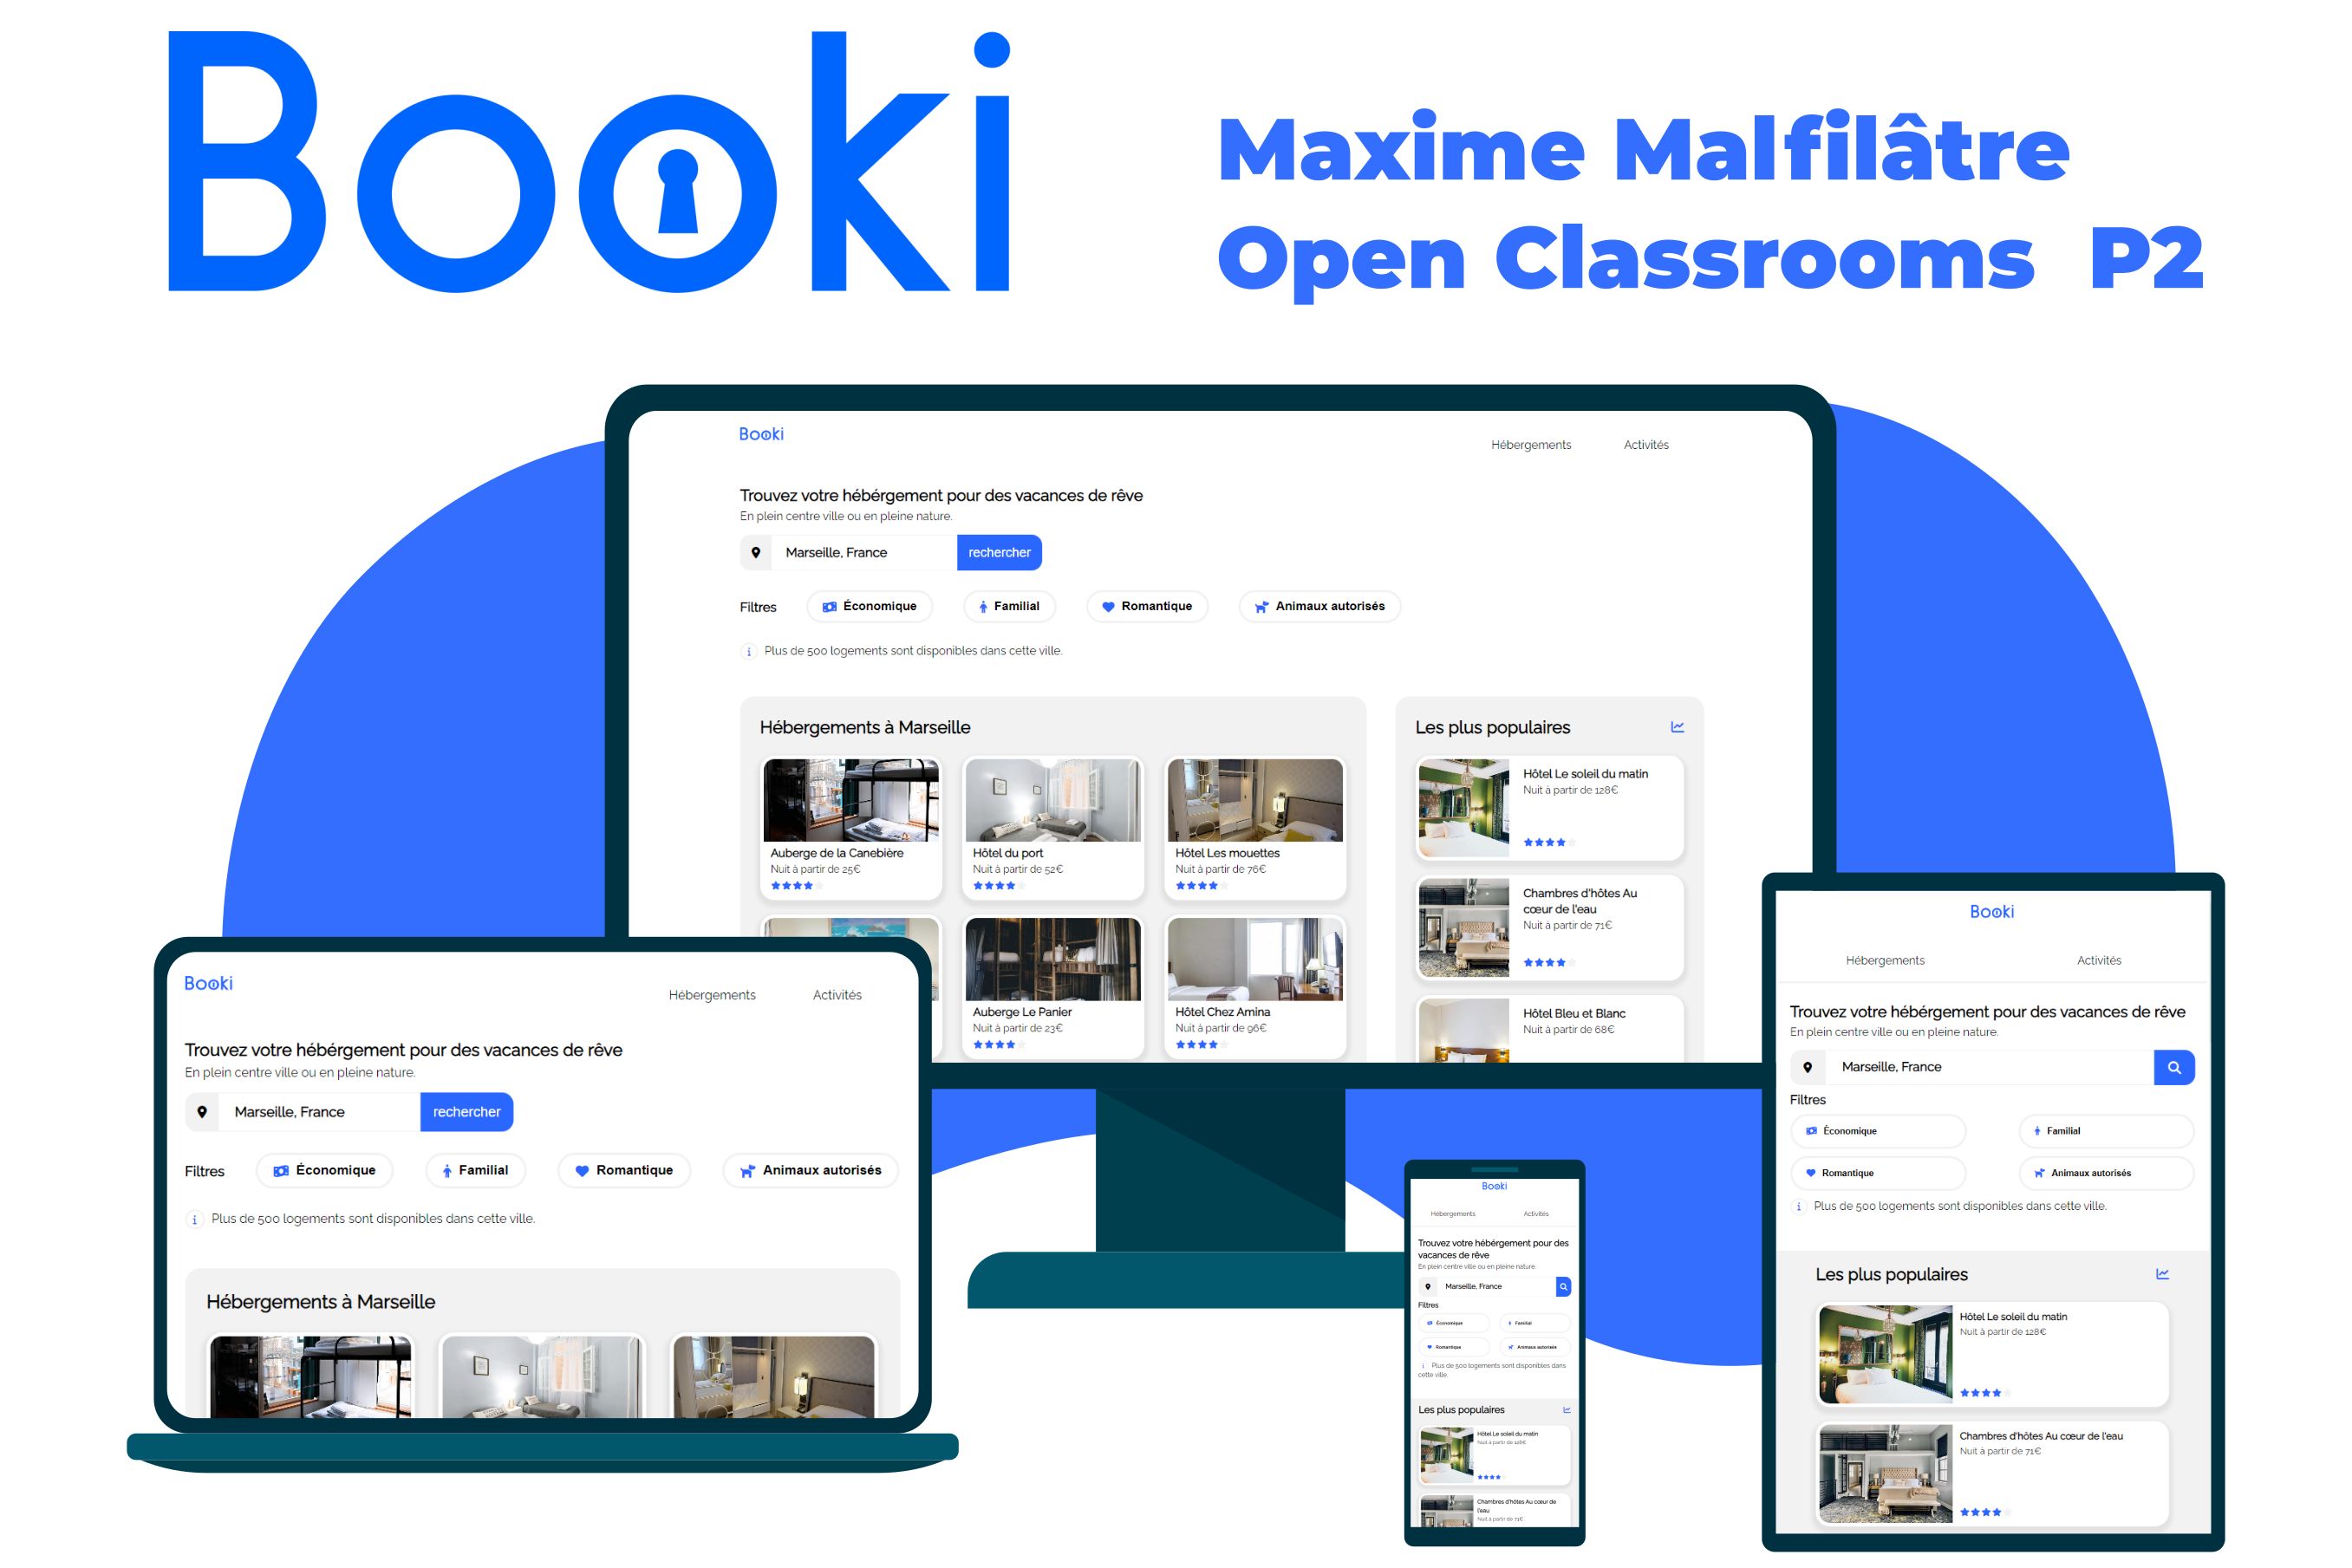 Booki
Maxime Malfilâtre
Open Classrooms P2
Booki
Hébergements
Activités
Trouvez votre hébérgement pour des vacances de rêve
En plein centre ville ou en pleine nature.
Marseille, France
rechercher
Filtres
Économique
Familial
Romantique
Animaux autorisés
i
Plus de 500 logements sont disponibles dans cette ville.
Hébergements à Marseille
Auberge de la Canebière
Nuit à partir de 25€
Hôtel du port
Nuit à partir de 52€
Hôtel Les mouettes
Nuit à partir de 76€
Auberge Le Panier
Nuit à partir de 23€
Hôtel Chez Amina
Nuit à partir de 96€
Les plus populaires
Hôtel Le soleil du matin
Nuit à partir de 128€
Chambres d'hôtes Au
cœur de l'eau
Nuit à partir de 71€
Hôtel Bleu et Blanc
Nuit à partir de 68€
Booki
Hébergements
Activités
Trouvez votre hébérgement pour des vacances de rêve
En plein centre ville ou en pleine nature.
Marseille, France
rechercher
Filtres
Économique
Familial
Romantique
Animaux autorisés
i
Plus de 500 logements sont disponibles dans cette ville.
Hébergements à Marseille
Booki
Hébergements
Activités
Trouvez votre hébérgement pour des
vacances de rêve
En plein centre ville ou en pleine nature.
Marseille, France
Filtres
Économique
Familial
Romantique
Animaux autorisés
i
Plus de 500 logements sont disponibles dans
cette ville.
Les plus populaires
Hôtel Le soleil du matin
Nuit à partir de 128€
Chambres d'hôtes Au cœur de
l'eau
Nuit à partir de 71€
Booki
Hébergements
Activités
Trouvez votre hébérgement pour des vacances de rêve
En plein centre ville ou en pleine nature.
Marseille, France
Filtres
Économique
Familial
Romantique
Animaux autorisés
i
Plus de 500 logements sont disponibles dans cette ville.
Les plus populaires
Hôtel Le soleil du matin
Nuit à partir de 128€
Chambres d'hôtes Au cœur de l'eau
Nuit à partir de 71€